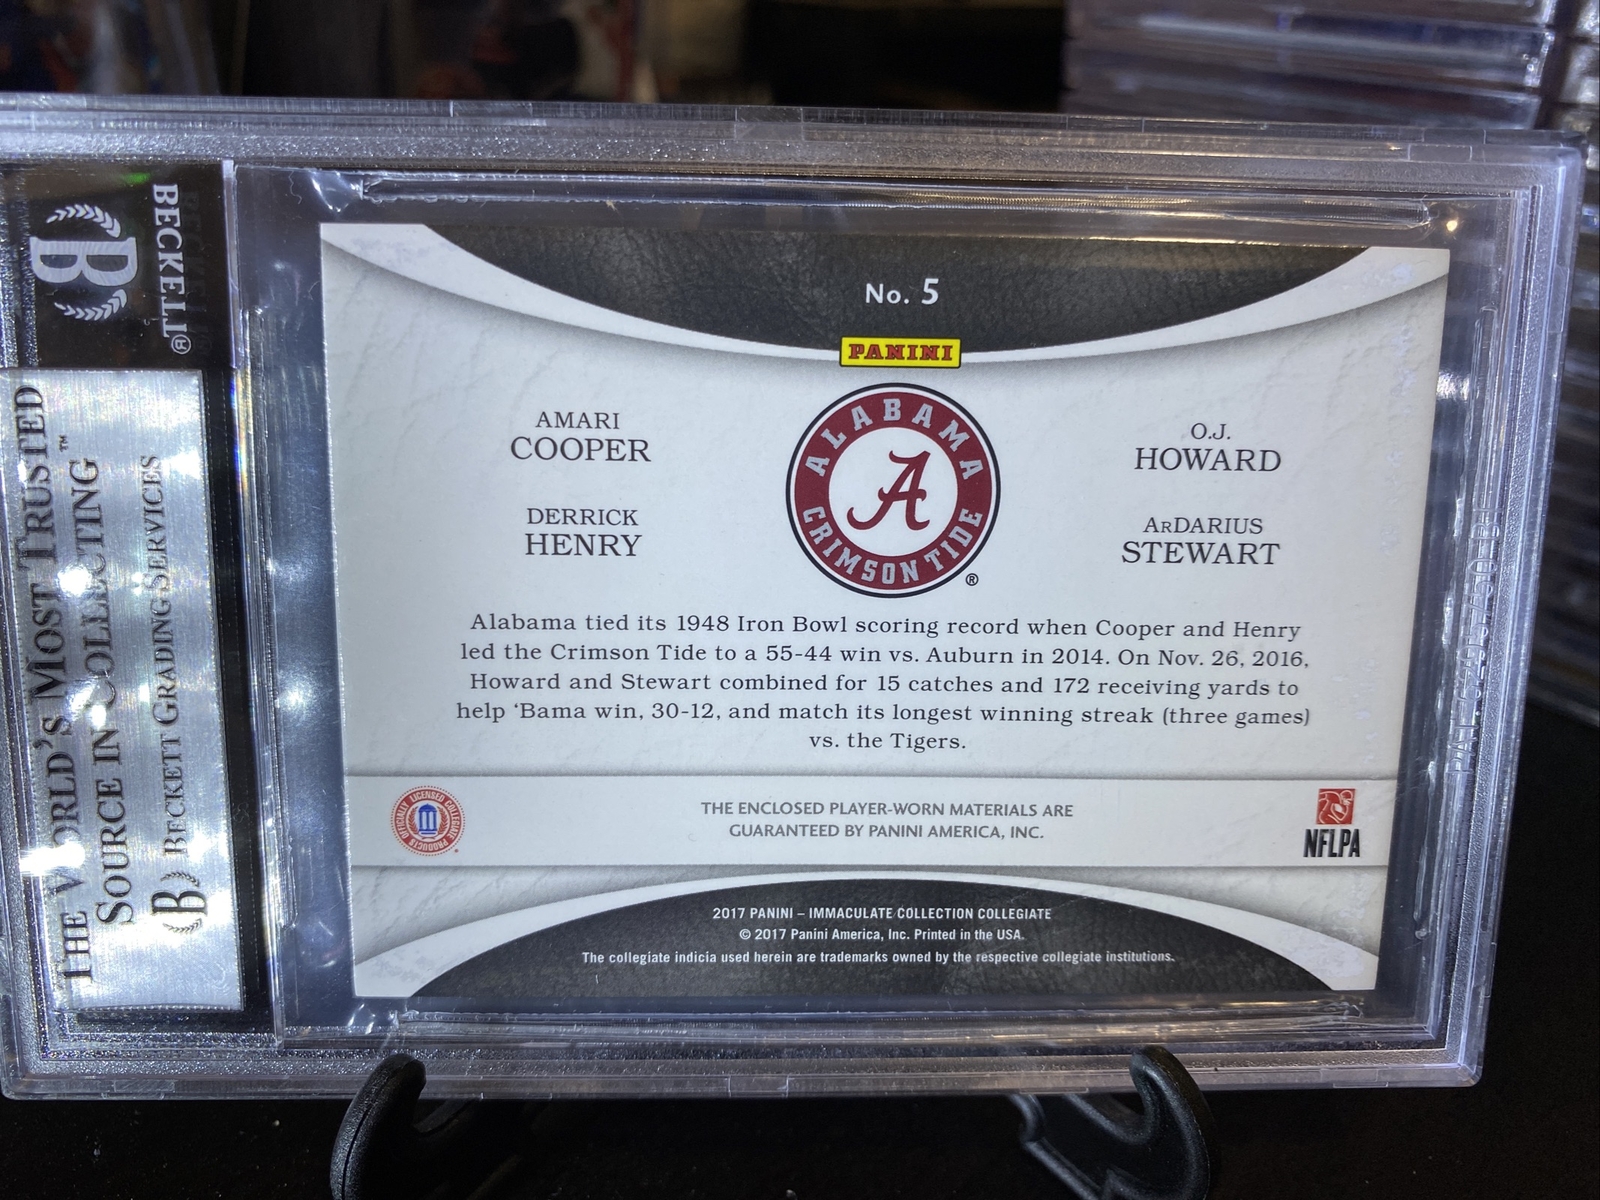 BECKETT®
B
THE WORLD'S MOST TRUSTED
SOURCE IN COLLECTING™
B BECKETT GRADING SERVICES
No. 5
PANINI
AMARI
COOPER
DERRICK
HENRY
ALABAMA
A
CRIMSON TIDE
®
O.J.
HOWARD
ArDARIUS
STEWART
Alabama tied its 1948 Iron Bowl scoring record when Cooper and Henry
led the Crimson Tide to a 55-44 win vs. Auburn in 2014. On Nov. 26, 2016,
Howard and Stewart combined for 15 catches and 172 receiving yards to
help ‘Bama win, 30-12, and match its longest winning streak (three games)
vs. the Tigers.
OFFICIALLY LICENSED COLLEGIATE PRODUCTS
THE ENCLOSED PLAYER-WORN MATERIALS ARE
GUARANTEED BY PANINI AMERICA, INC.
NFLPA
2017 PANINI – IMMACULATE COLLECTION COLLEGIATE
© 2017 Panini America, Inc. Printed in the USA.
The collegiate indicia used herein are trademarks owned by the respective collegiate institutions.